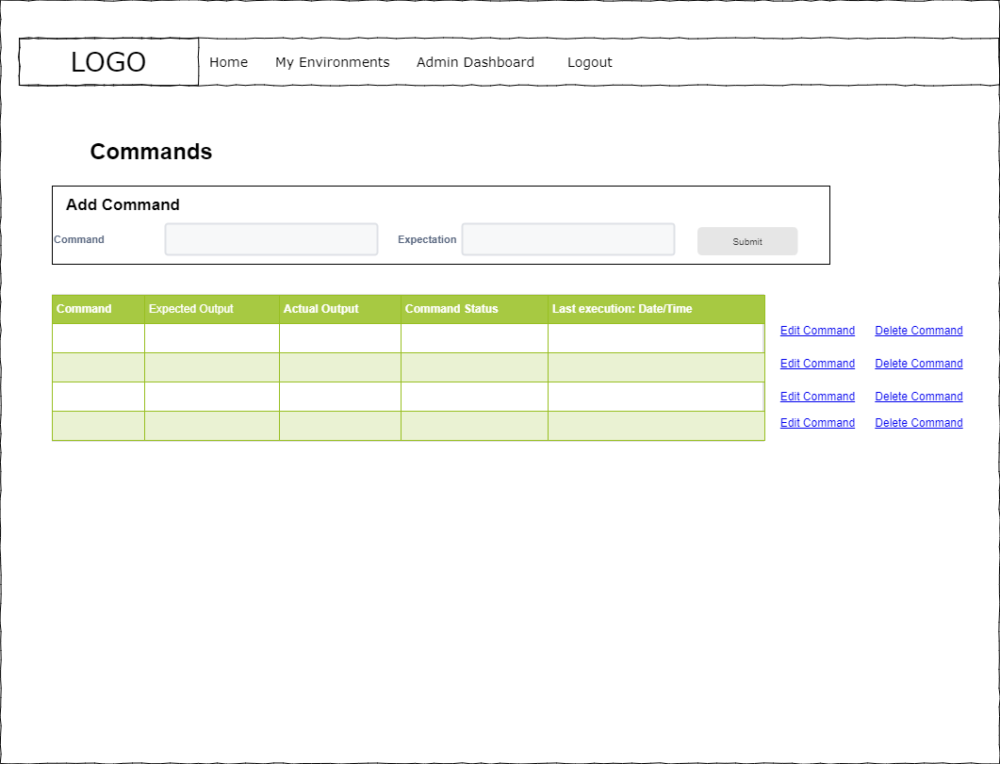 LOGO Home My Environments Admin Dashboard Logout
Commands
Add Command
Command Expectation Submit
Command Expected Output Actual Output Command Status Last execution: Date/Time
Edit Command Delete Command
Edit Command Delete Command
Edit Command Delete Command
Edit Command Delete Command